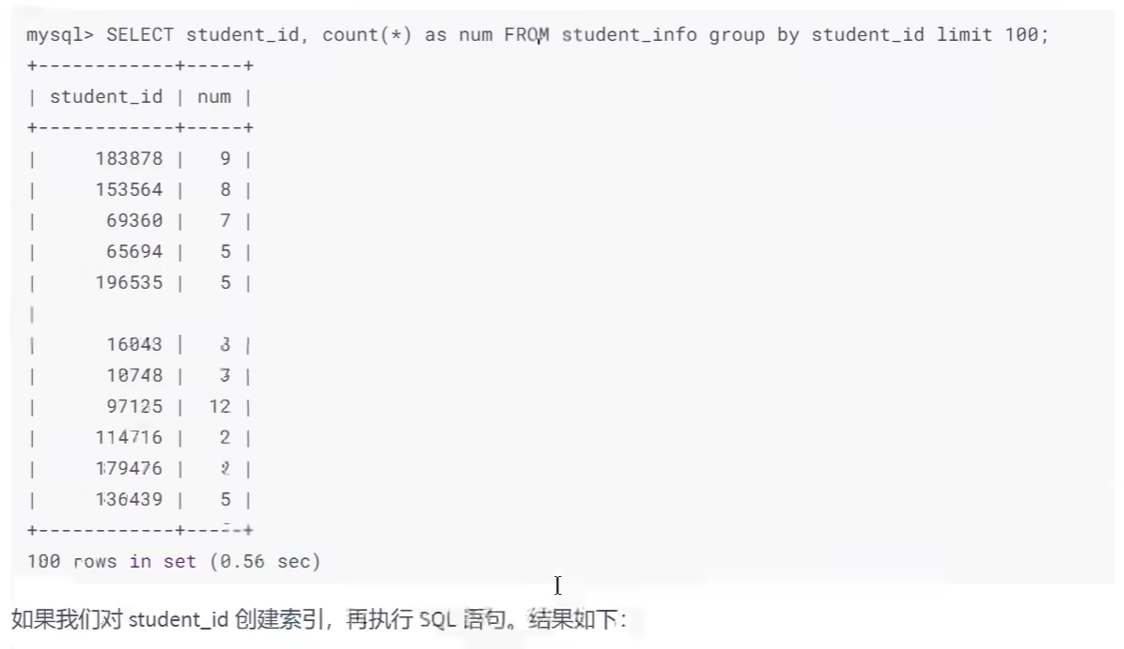 mysql> SELECT student_id, count(*) as num FROM student_info group by student_id limit 100;
+------------+-----+
| student_id | num |
+------------+-----+
|     183878 |   9 |
|     153564 |   8 |
|      69360 |   7 |
|      65694 |   5 |
|     196535 |   5 |
|
|      16043 |   3 |
|      10748 |   3 |
|      97125 |  12 |
|     114716 |   2 |
|     179476 |   2 |
|     136439 |   5 |
+------------+-----+
100 rows in set (0.56 sec)
如果我们对 student_id 创建索引，再执行 SQL 语句。结果如下：